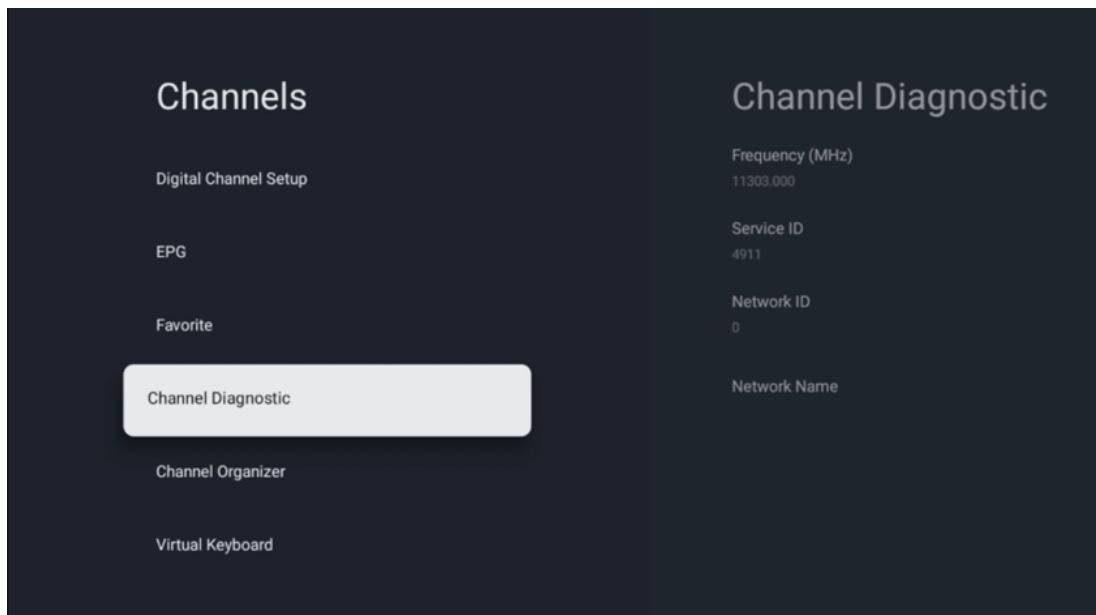 Channels
Digital Channel Setup
EPG
Favorite
Channel Diagnostic
Channel Organizer
Virtual Keyboard
Channel Diagnostic
Frequency (MHz)
11303.000
Service ID
4911
Network ID
0
Network Name